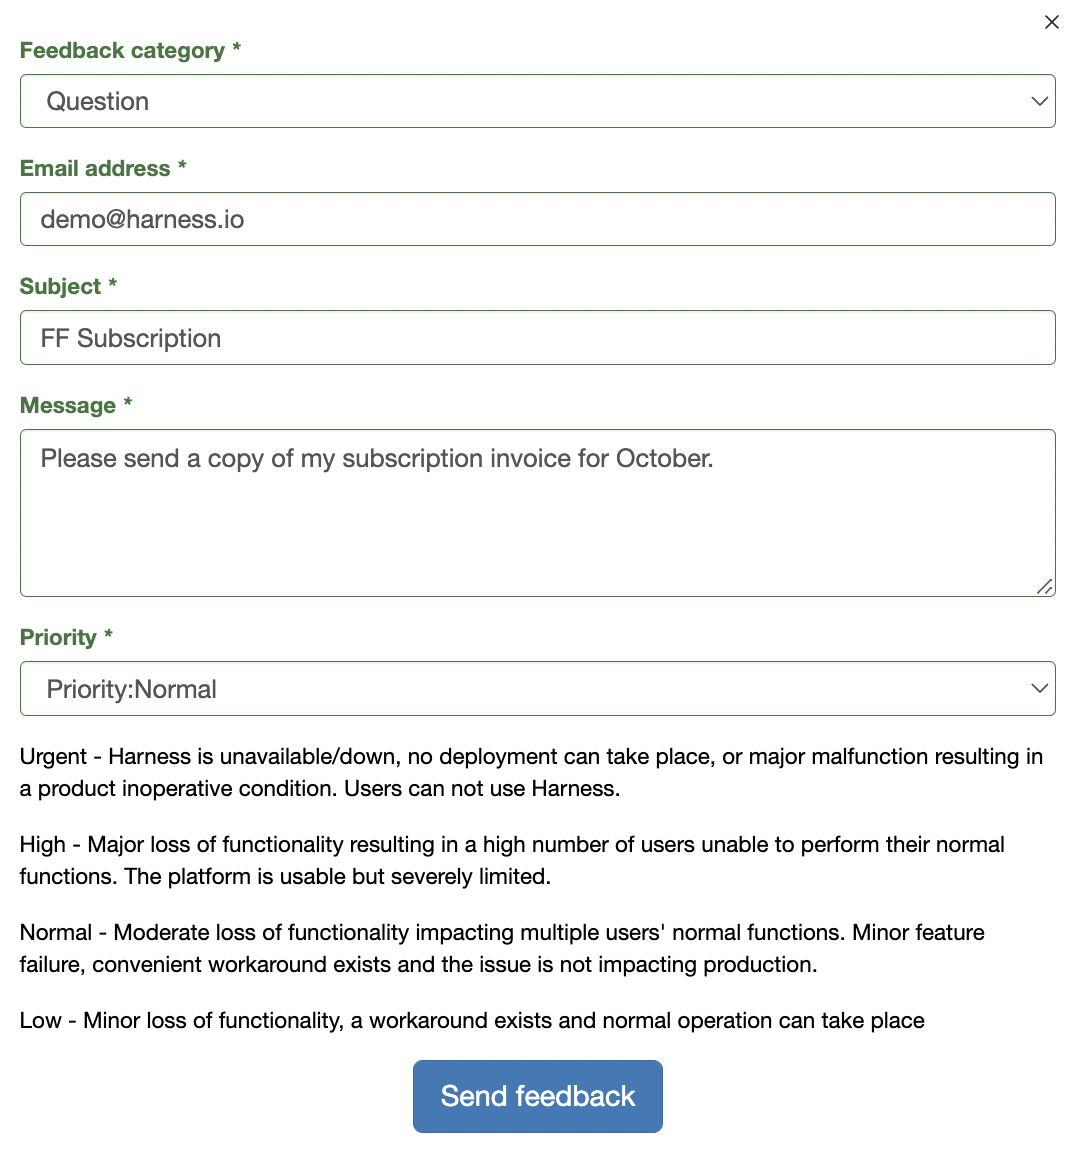 Feedback category *
Question
Email address *
demo@harness.io
Subject *
FF Subscription
Message *
Please send a copy of my subscription invoice for October.
Priority *
Priority:Normal
Urgent - Harness is unavailable/down, no deployment can take place, or major malfunction resulting in
a product inoperative condition. Users can not use Harness.
High - Major loss of functionality resulting in a high number of users unable to perform their normal
functions. The platform is usable but severely limited.
Normal - Moderate loss of functionality impacting multiple users' normal functions. Minor feature
failure, convenient workaround exists and the issue is not impacting production.
Low - Minor loss of functionality, a workaround exists and normal operation can take place
Send feedback